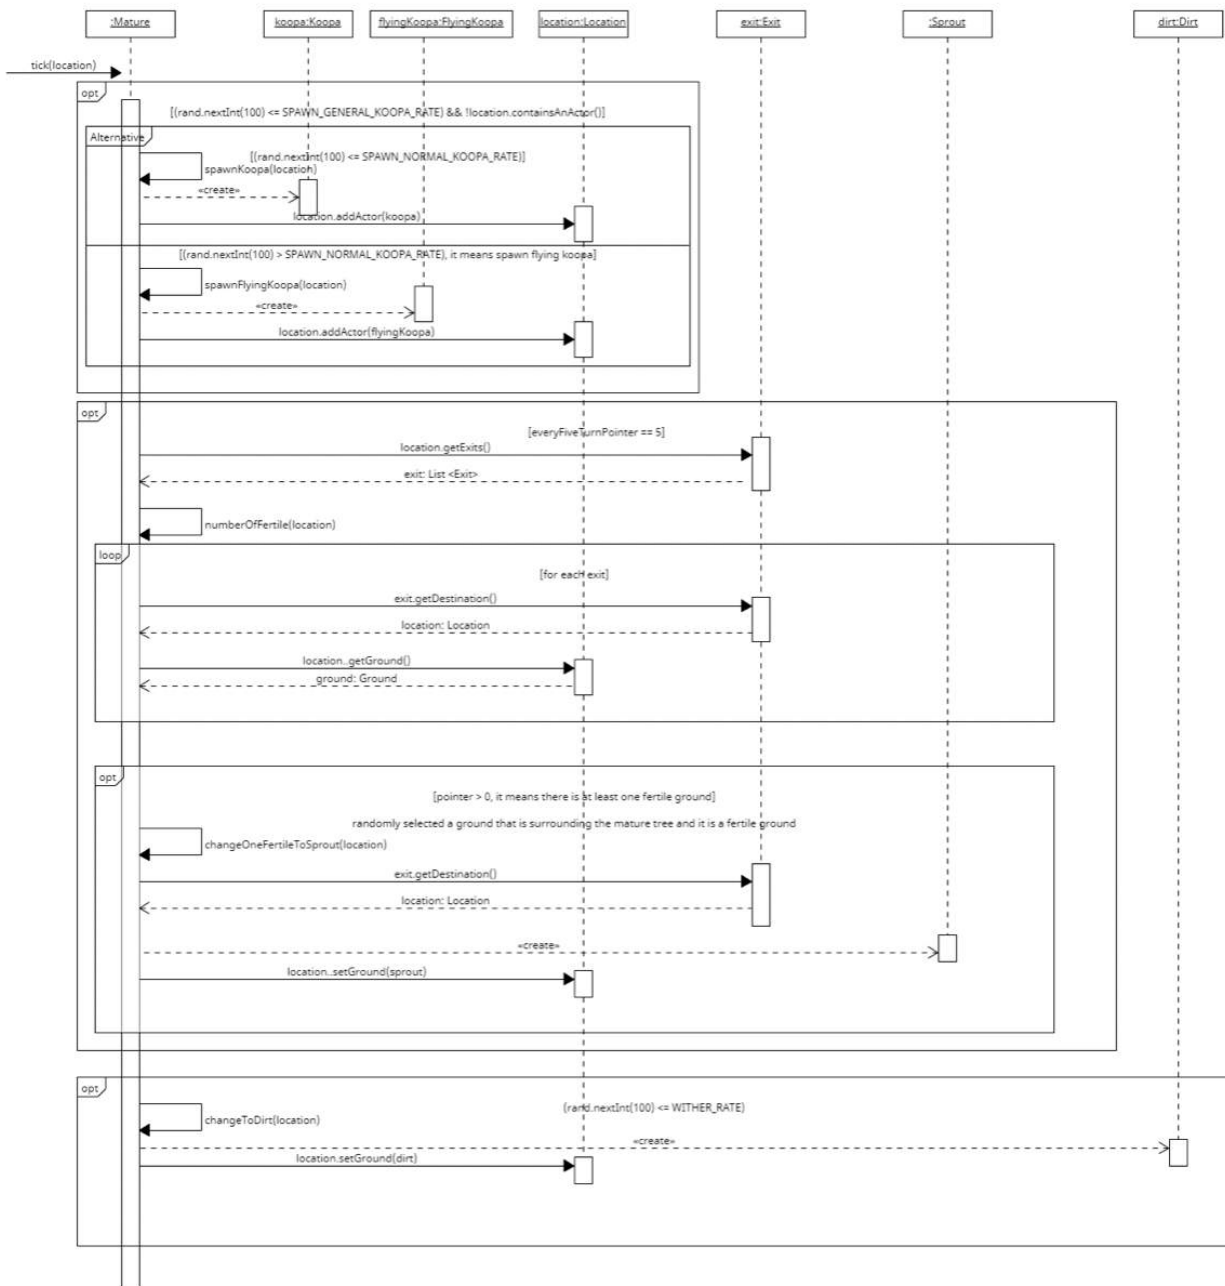 :Mature
koopa:Koopa
flyingKoopa:FlyingKoopa
location:Location
exit:Exit
:Sprout
dirt:Dirt
tick(location)
opt
[(rand.nextInt(100) <= SPAWN_GENERAL_KOOPA_RATE) && !location.containsAnActor()]
Alternative
[(rand.nextInt(100) <= SPAWN_NORMAL_KOOPA_RATE)]
spawnKoopa(location)
«create»
location.addActor(koopa)
[(rand.nextInt(100) > SPAWN_NORMAL_KOOPA_RATE), it means spawn flying koopa]
spawnFlyingKoopa(location)
«create»
location.addActor(flyingKoopa)
opt
[everyFiveTurnPointer == 5]
location.getExits()
exit: List <Exit>
numberOfFertile(location)
loop
[for each exit]
exit.getDestination()
location: Location
location..getGround()
ground: Ground
opt
[pointer > 0, it means there is at least one fertile ground]
randomly selected a ground that is surrounding the mature tree and it is a fertile ground
changeOneFertileToSprout(location)
exit.getDestination()
location: Location
«create»
location..setGround(sprout)
opt
(rand.nextInt(100) <= WITHER_RATE)
changeToDirt(location)
«create»
location.setGround(dirt)